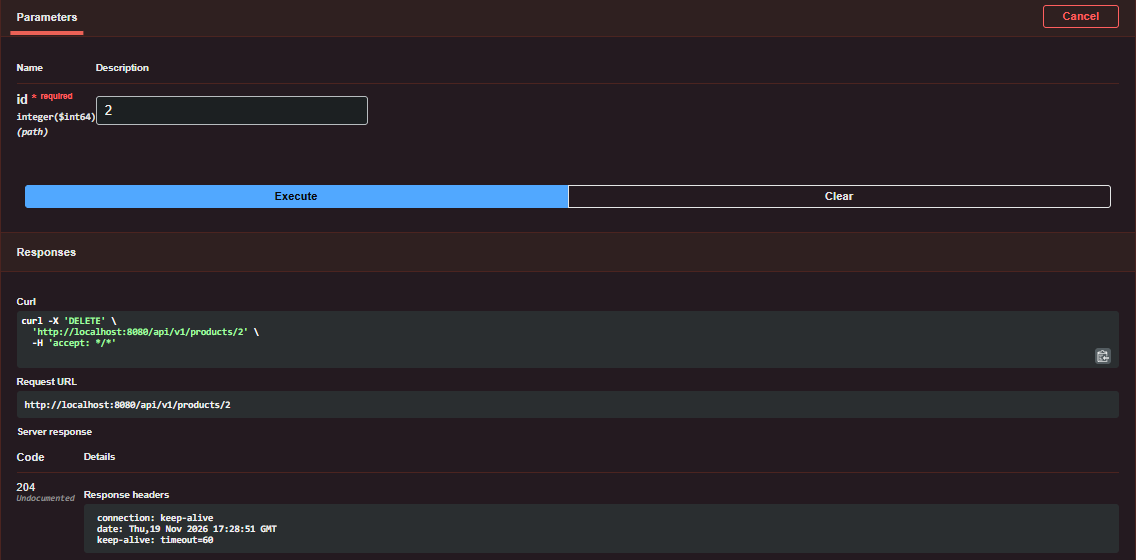 Parameters
Cancel
Name Description
id * required
integer($int64)
(path)
2
Execute Clear
Responses
Curl
curl -X 'DELETE' \
'http://localhost:8080/api/v1/products/2' \
-H 'accept: */*'
Request URL
http://localhost:8080/api/v1/products/2
Server response
Code Details
204
Undocumented
Response headers
connection: keep-alive
date: Thu,19 Nov 2026 17:28:51 GMT
keep-alive: timeout=60